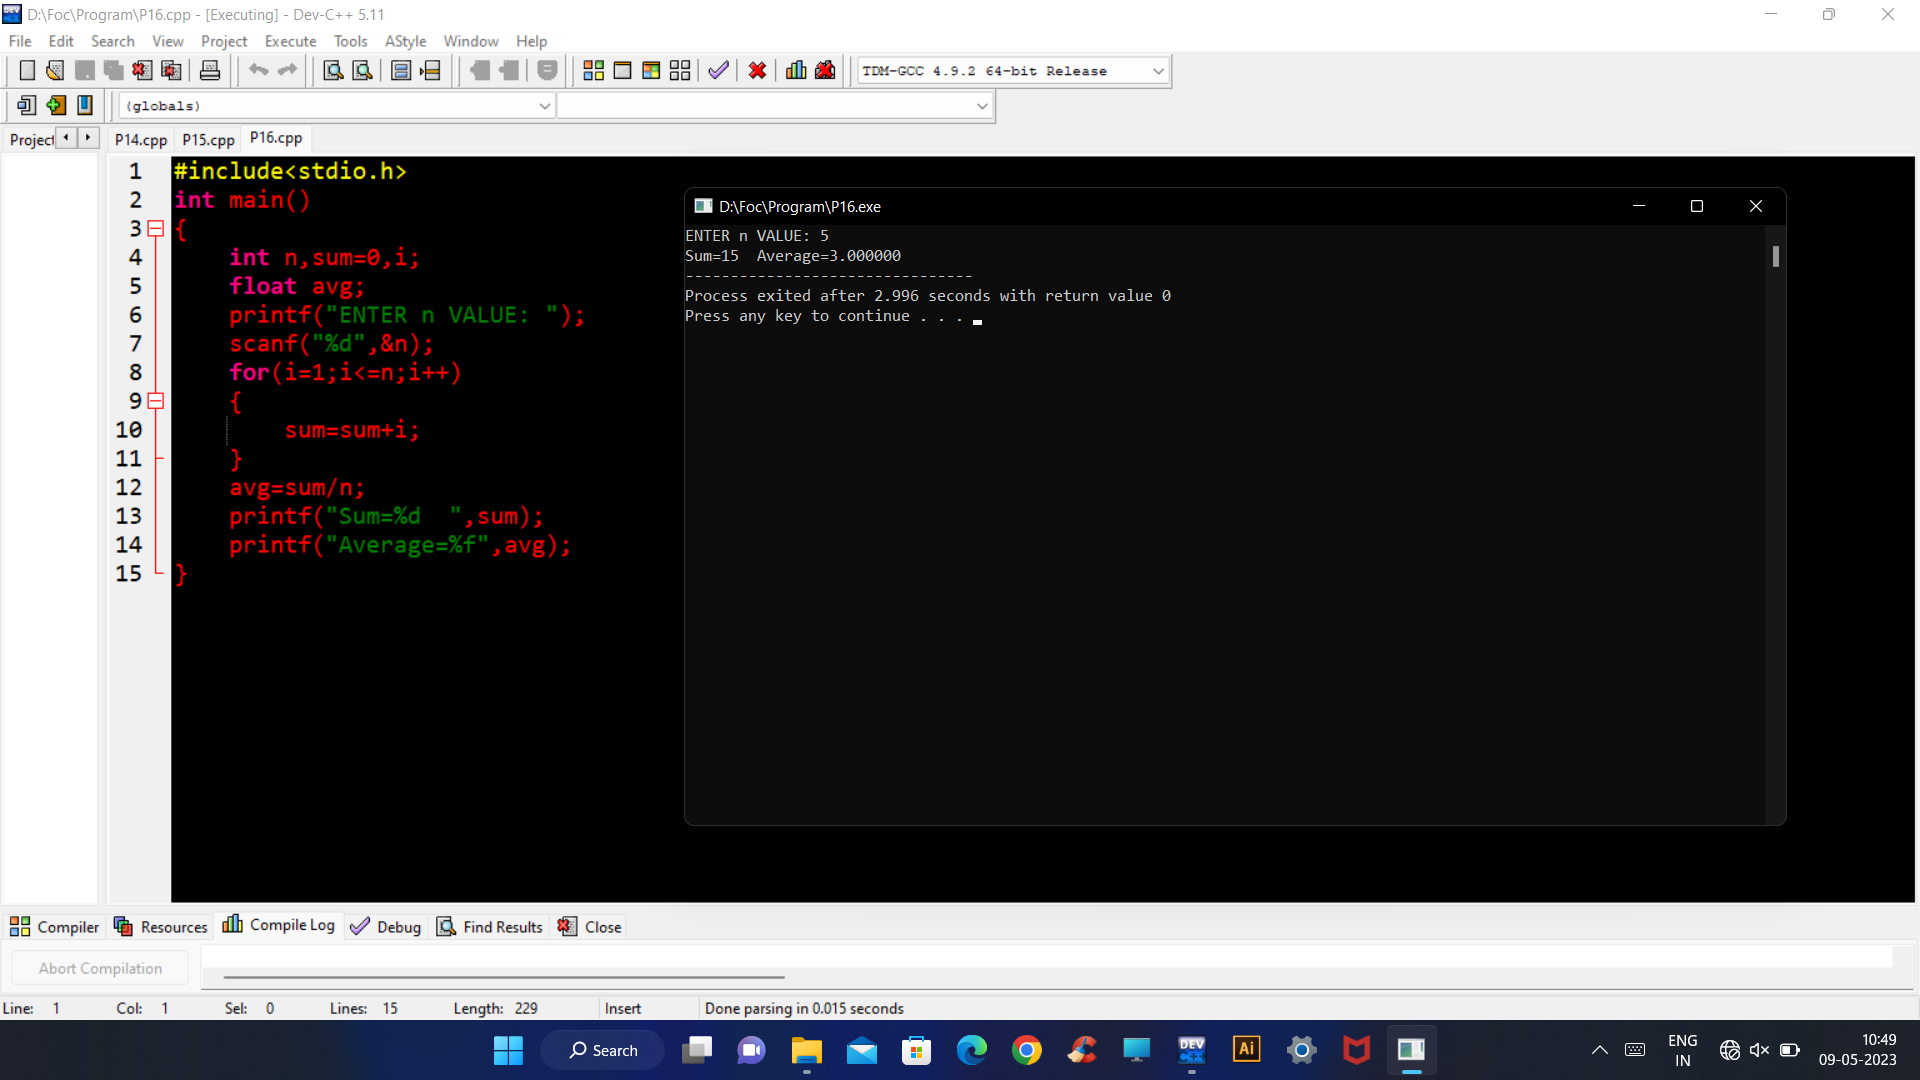 D:\Foc\Program\P16.cpp - [Executing] - Dev-C++ 5.11
File Edit Search View Project Execute Tools AStyle Window Help
TDM-GCC 4.9.2 64-bit Release
(globals)
Project P14.cpp P15.cpp P16.cpp
1 #include<stdio.h>
2 int main()
3 {
4 int n,sum=0,i;
5 float avg;
6 printf("ENTER n VALUE: ");
7 scanf("%d",&n);
8 for(i=1;i<=n;i++)
9 {
10 sum=sum+i;
11 }
12 avg=sum/n;
13 printf("Sum=%d  ",sum);
14 printf("Average=%f",avg);
15 }
D:\Foc\Program\P16.exe
ENTER n VALUE: 5
Sum=15  Average=3.000000
--------------------------------
Process exited after 2.996 seconds with return value 0
Press any key to continue . . .
Compiler Resources Compile Log Debug Find Results Close
Abort Compilation
Line: 1 Col: 1 Sel: 0 Lines: 15 Length: 229 Insert Done parsing in 0.015 seconds
Search
DEV C++
Ai
ENG
IN
10:49
09-05-2023